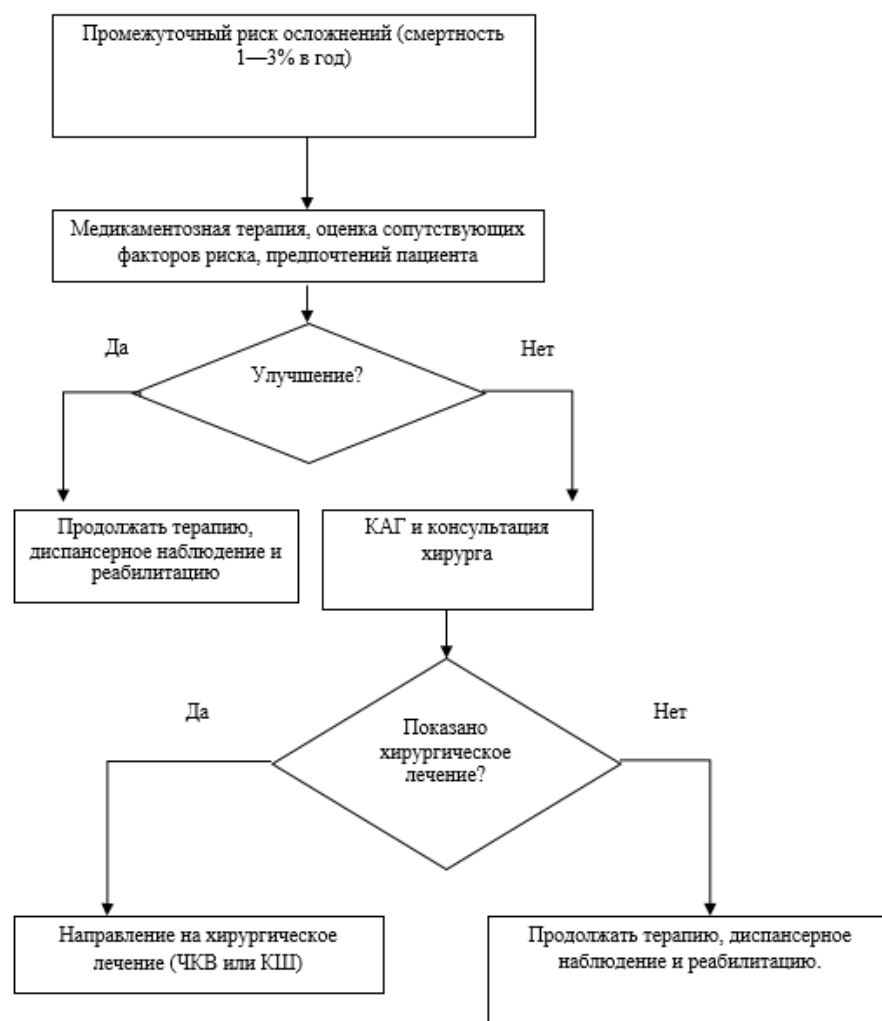 Промежуточный риск осложнений (смертность
1—3% в год)
Медикаментозная терапия, оценка сопутствующих
факторов риска, предпочтений пациента
Да
Нет
Улучшение?
Продолжать терапию,
диспансерное наблюдение и
реабилитацию
КАГ и консультация
хирурга
Да
Нет
Показано
хирургическое
лечение?
Направление на хирургическое
лечение (ЧКВ или КШ)
Продолжать терапию, диспансерное
наблюдение и реабилитацию.